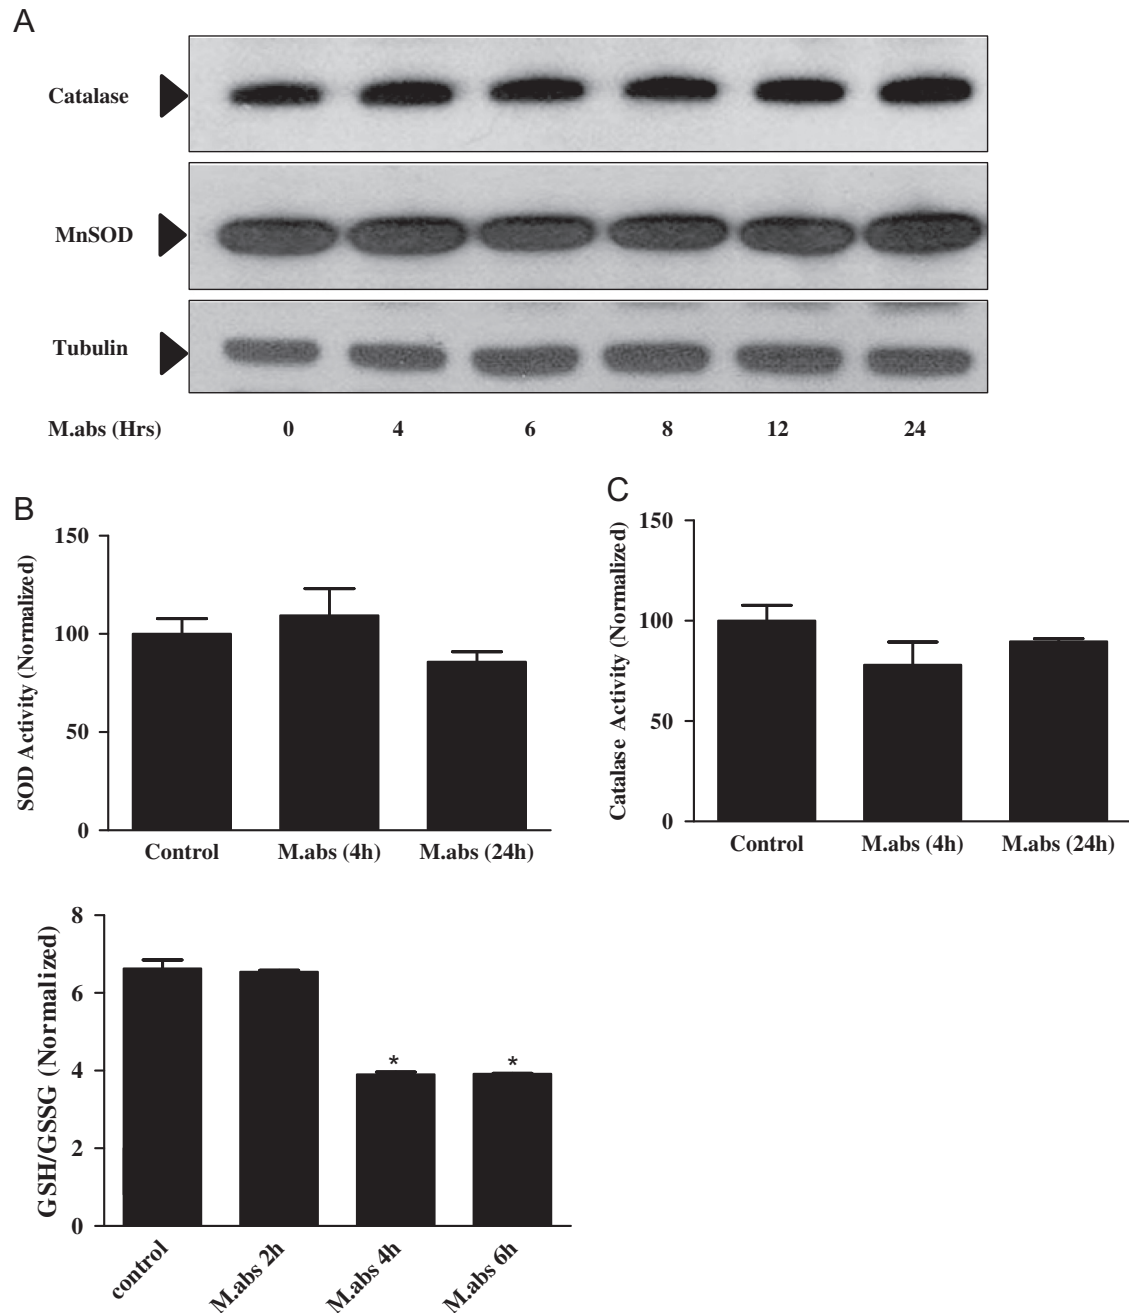 A
Catalase
MnSOD
Tubulin
M.abs (Hrs) 0 4 6 8 12 24
B
SOD Activity (Normalized)
150
100
50
0
Control M.abs (4h) M.abs (24h)
C
Catalase Activity (Normalized)
150
100
50
0
Control M.abs (4h) M.abs (24h)
GSH/GSSG (Normalized)
8
6
4
2
0
* *
control M.abs 2h M.abs 4h M.abs 6h